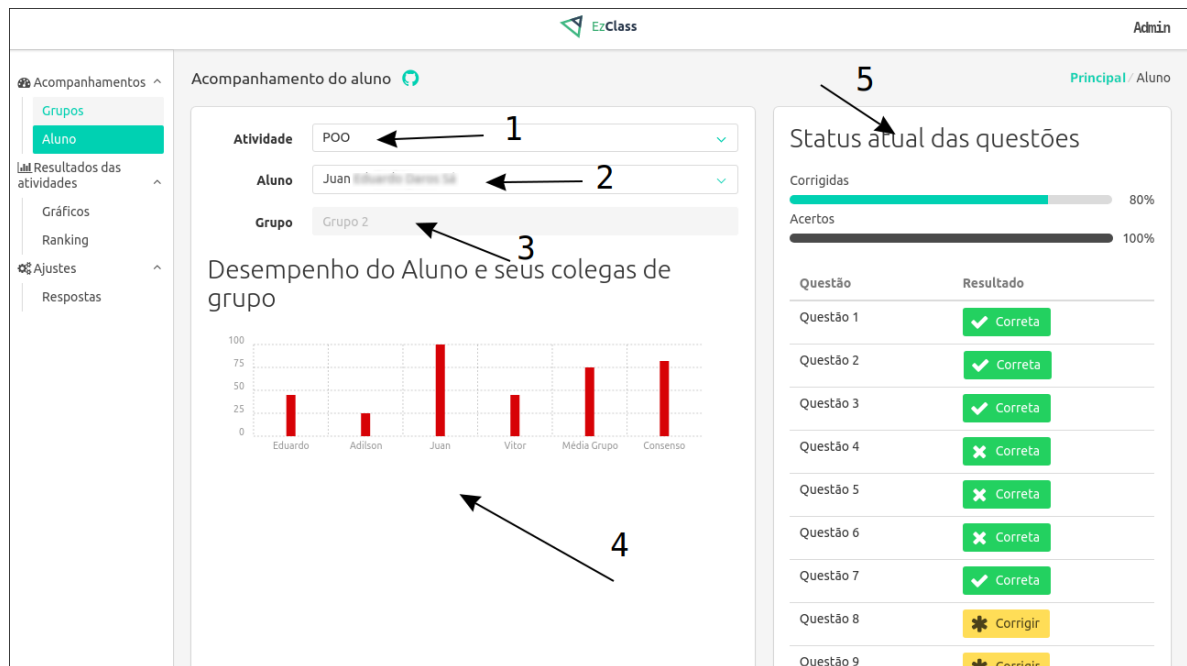 EzClass
Admin
Acompanhamentos
Grupos
Aluno
Resultados das
atividades
Gráficos
Ranking
Ajustes
Respostas
Acompanhamento do aluno
Principal / Aluno
Atividade POO
1
Aluno Juan
2
Grupo Grupo 2
3
Desempenho do Aluno e seus colegas de
grupo
100
75
50
25
0
Eduardo Adilson Juan Vitor Média Grupo Consenso
4
5
Status atual das questões
Corrigidas
80%
Acertos
100%
Questão Resultado
Questão 1 Correta
Questão 2 Correta
Questão 3 Correta
Questão 4 Correta
Questão 5 Correta
Questão 6 Correta
Questão 7 Correta
Questão 8 Corrigir
Questão 9 Corrigir